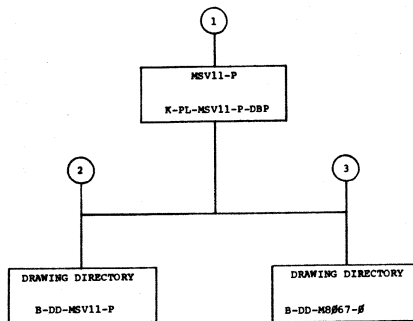 1
MSV11-P
K-PL-MSV11-P-DBP
2
3
DRAWING DIRECTORY
B-DD-MSV11-P
DRAWING DIRECTORY
B-DD-M8Ø67-Ø